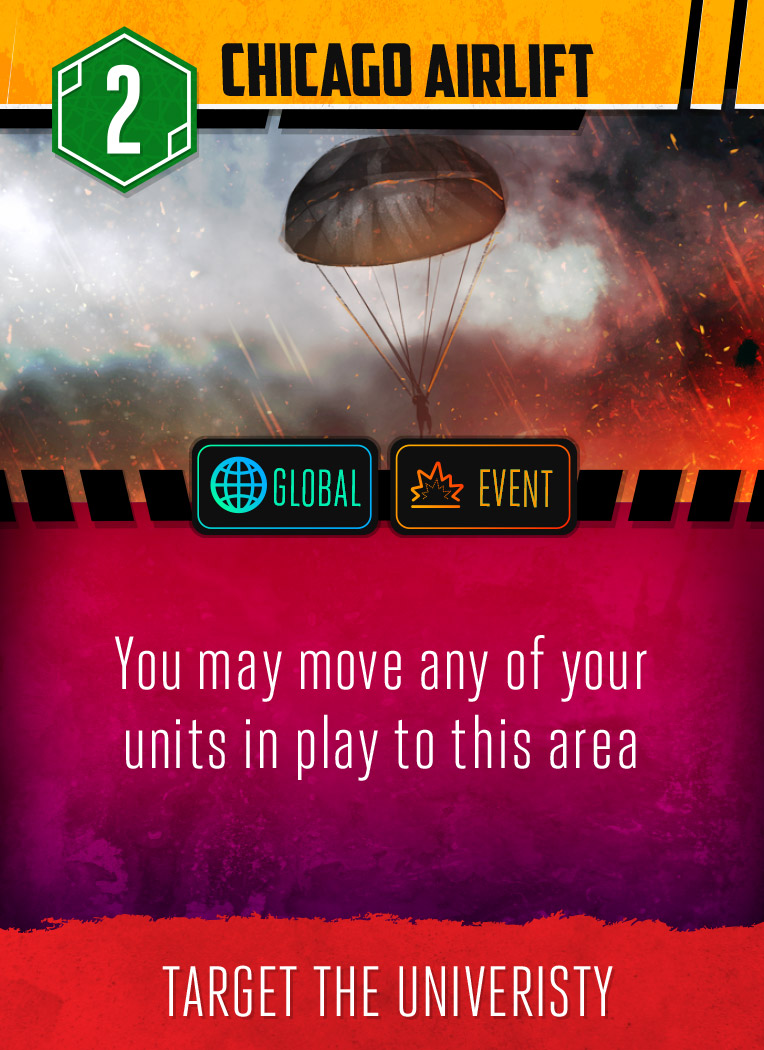 2
CHICAGO AIRLIFT
GLOBAL
EVENT
You may move any of your
units in play to this area
TARGET THE UNIVERISTY